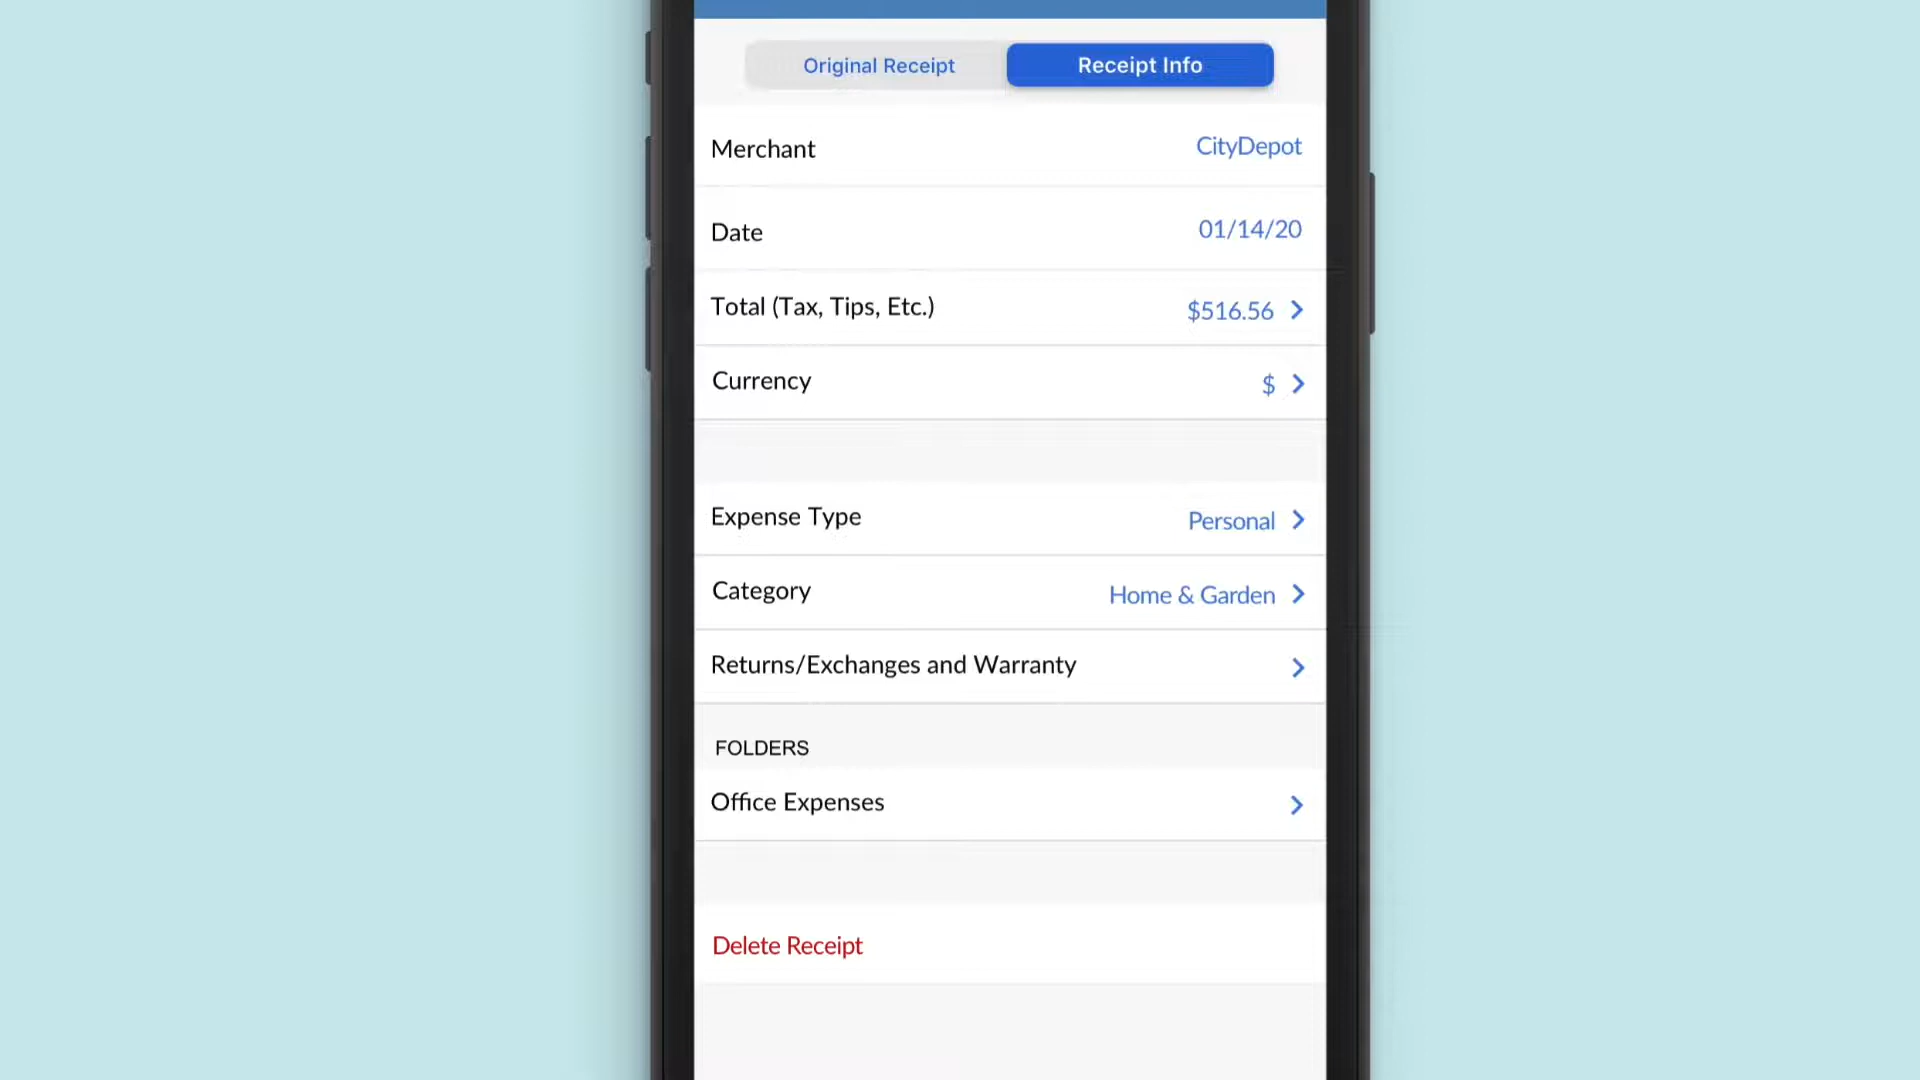 Original Receipt
Receipt Info
Merchant
CityDepot
Date
01/14/20
Total (Tax, Tips, Etc.)
$516.56
Currency
$
Expense Type
Personal
Category
Home & Garden
Returns/Exchanges and Warranty
FOLDERS
Office Expenses
Delete Receipt